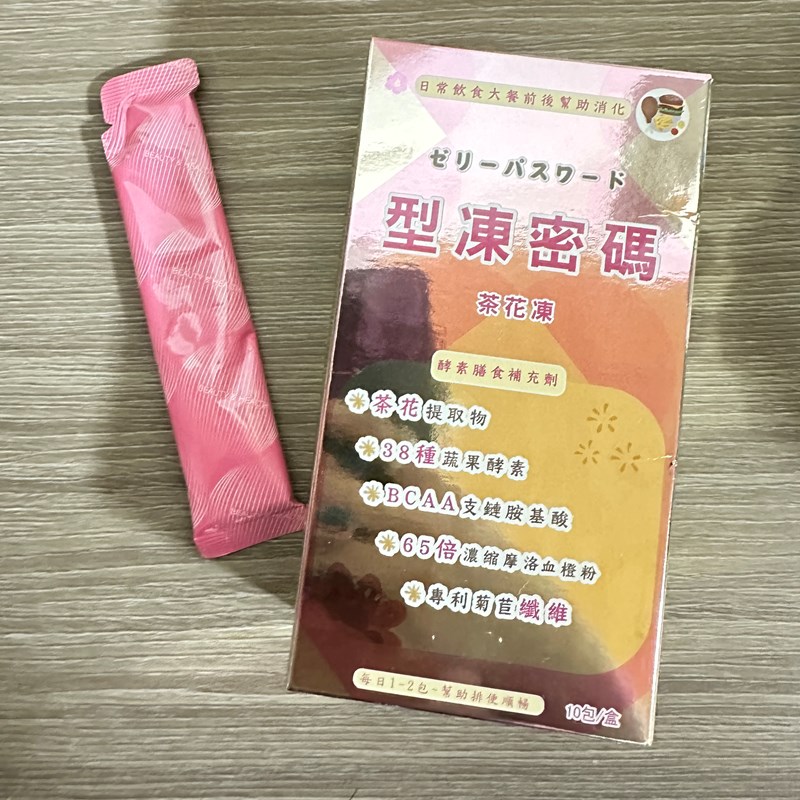 日常飲食大餐前後幫助消化
ゼリーパスワード
型凍密碼
茶花凍
酵素膳食補充劑
茶花提取物
38種蔬果酵素
BCAA支鏈胺基酸
65倍濃缩摩洛血橙粉
專利菊苣纖維
每日1-2包-幫助排便順暢
10包/盒